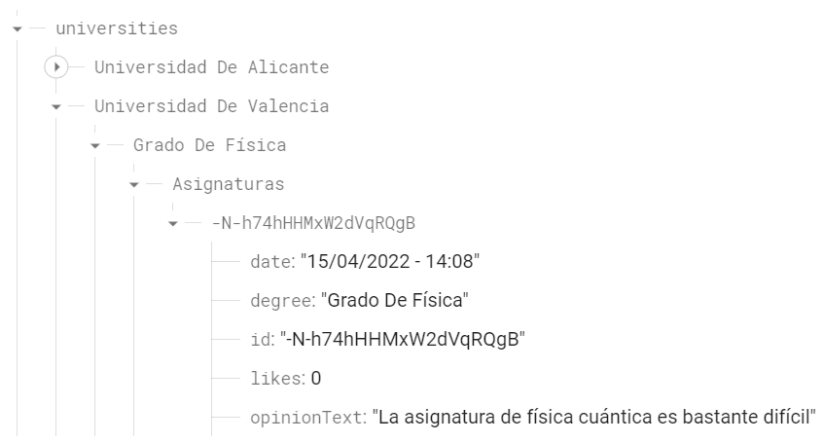 universities
Universidad De Alicante
Universidad De Valencia
Grado De Física
Asignaturas
-N-h74hHHMxW2dVqRQgB
date: "15/04/2022 - 14:08"
degree: "Grado De Física"
id: "-N-h74hHHMxW2dVqRQgB"
likes: 0
opinionText: "La asignatura de física cuántica es bastante difícil"